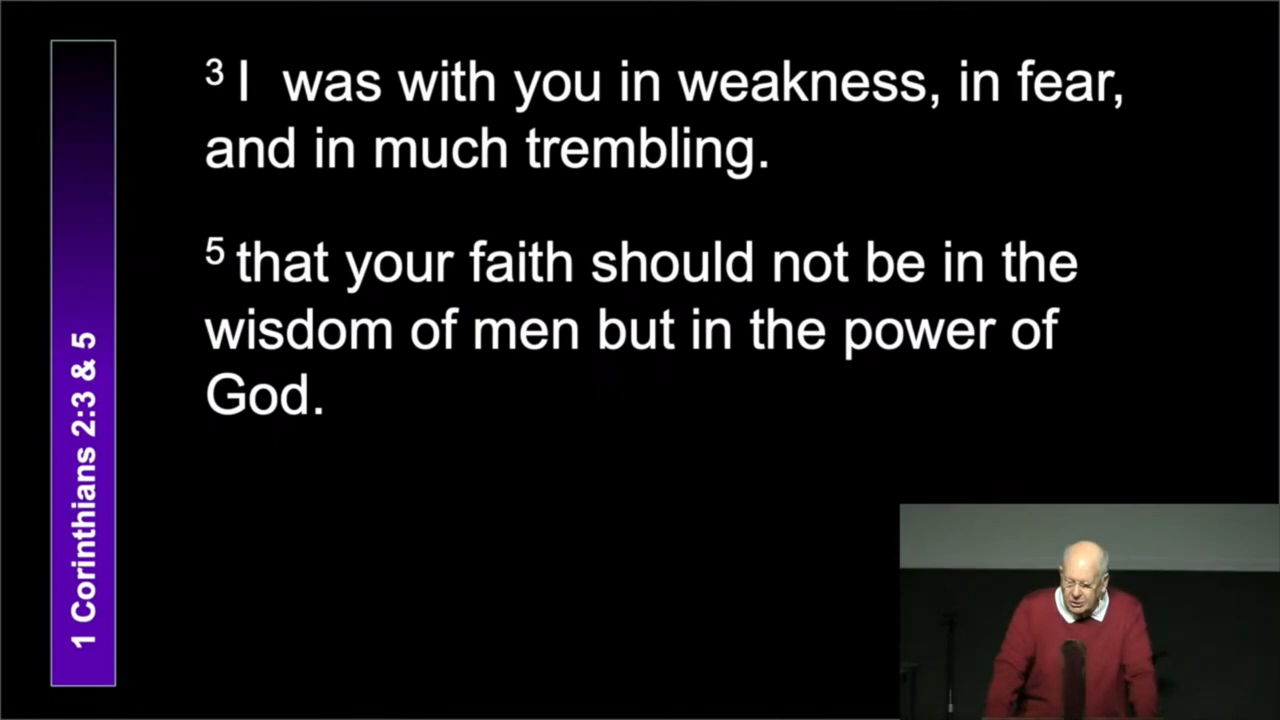 ³ I was with you in weakness, in fear,
and in much trembling.
⁵ that your faith should not be in the
wisdom of men but in the power of
God.
1 Corinthians 2:3 & 5